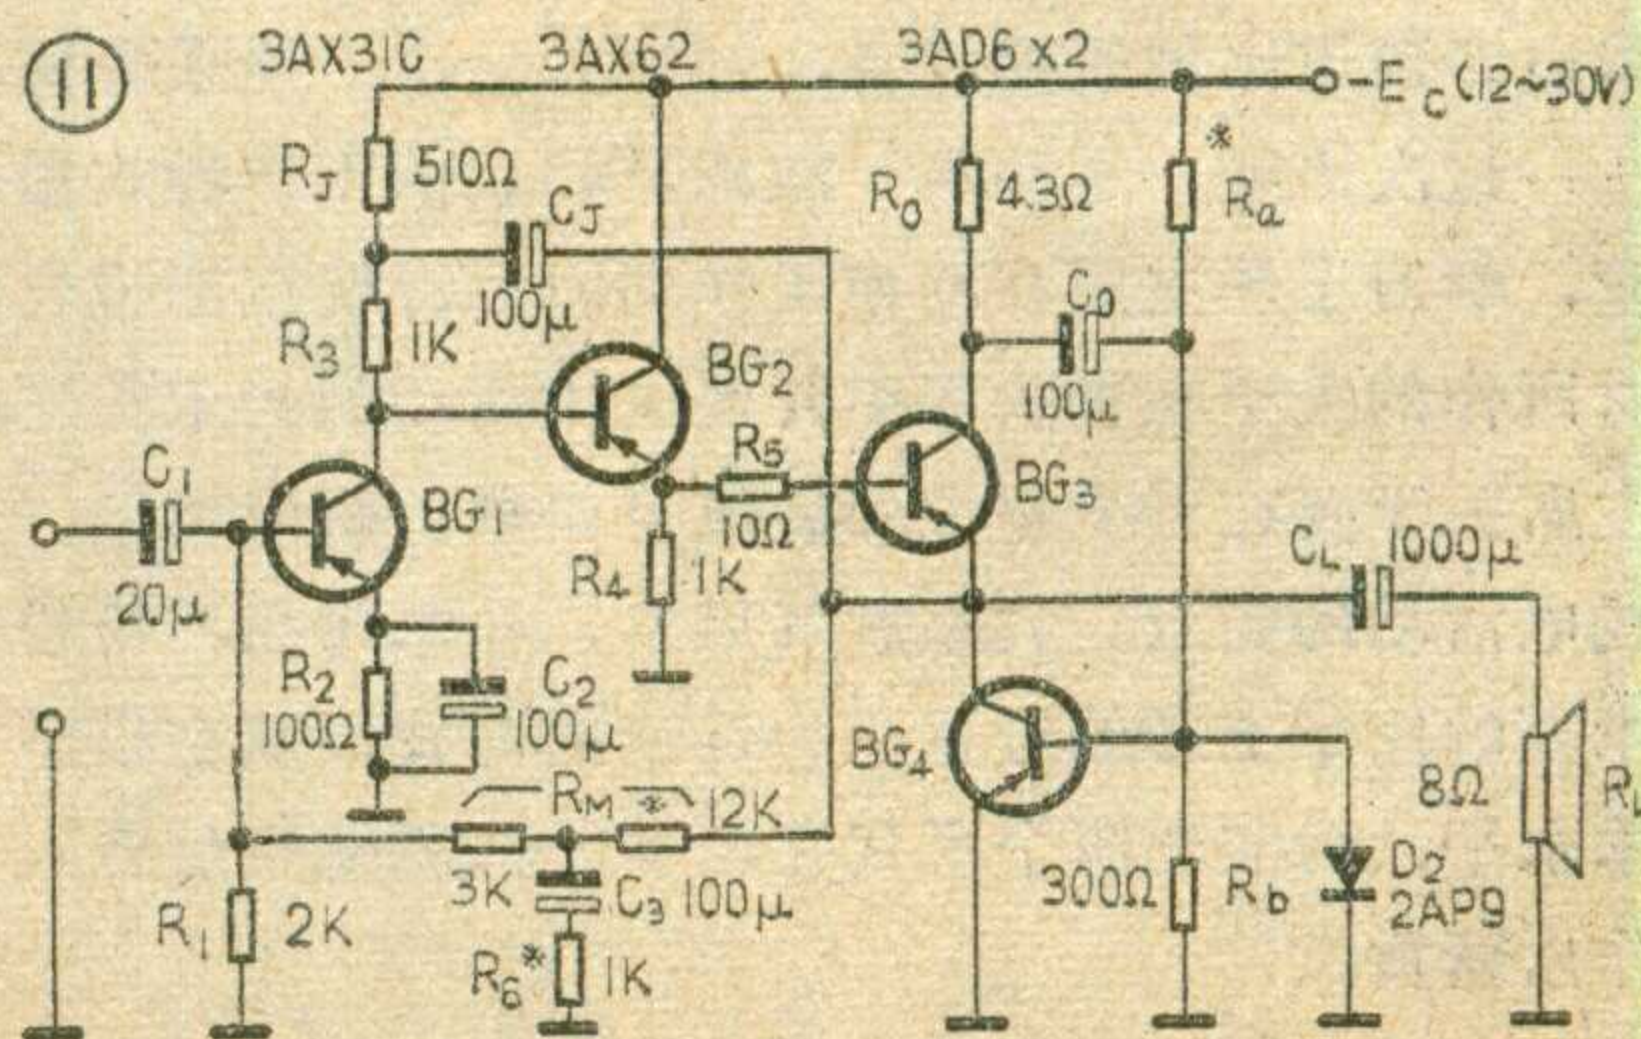 11
3AX31C 3AX62 3AD6×2
-Ec (12~30V)
RJ 510Ω
CJ
100μ
R0 4.3Ω
*
Ra
R3 1K
C0
100μ
BG2
R5
10Ω
BG3
C1
20μ
BG1
R4 1K
CL 1000μ
R2
100Ω
C2
100μ
BG4
8Ω
RM * 12K
3K C3 100μ
300Ω Rb
D2
2AP9
R1 2K
R6* 1K